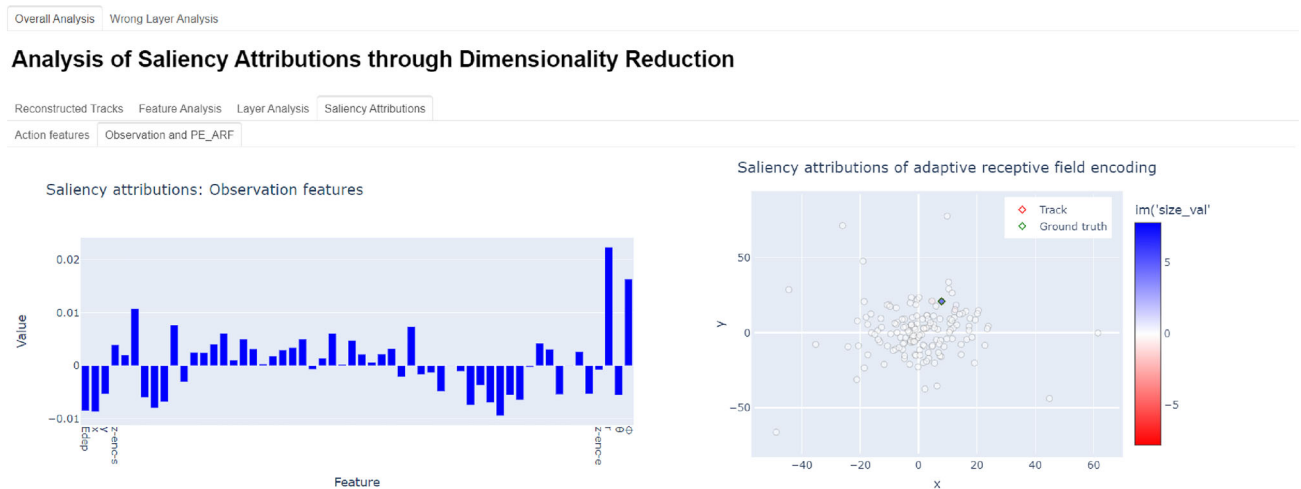 Overall Analysis Wrong Layer Analysis
Analysis of Saliency Attributions through Dimensionality Reduction
Reconstructed Tracks Feature Analysis Layer Analysis Saliency Attributions
Action features Observation and PE_ARF
Saliency attributions: Observation features
0.02
0.01
0
−0.01
Value
Edep
x
y
z-enc-s
z-enc-e
r
θ
Φ
Feature
Saliency attributions of adaptive receptive field encoding
Track
Ground truth
50
0
−50
y
−40 −20 0 20 40 60
x
im('size_val'
5
0
−5